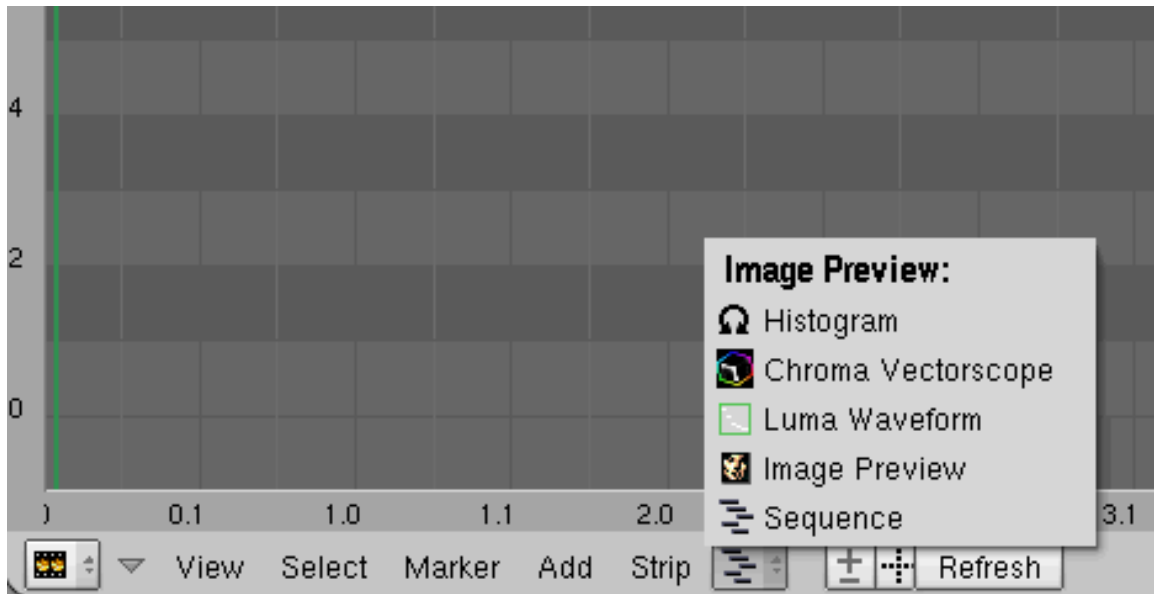 4
2
0
Image Preview:
Histogram
Chroma Vectorscope
Luma Waveform
Image Preview
Sequence
0.1 1.0 1.1 2.0 3.1
View Select Marker Add Strip Refresh